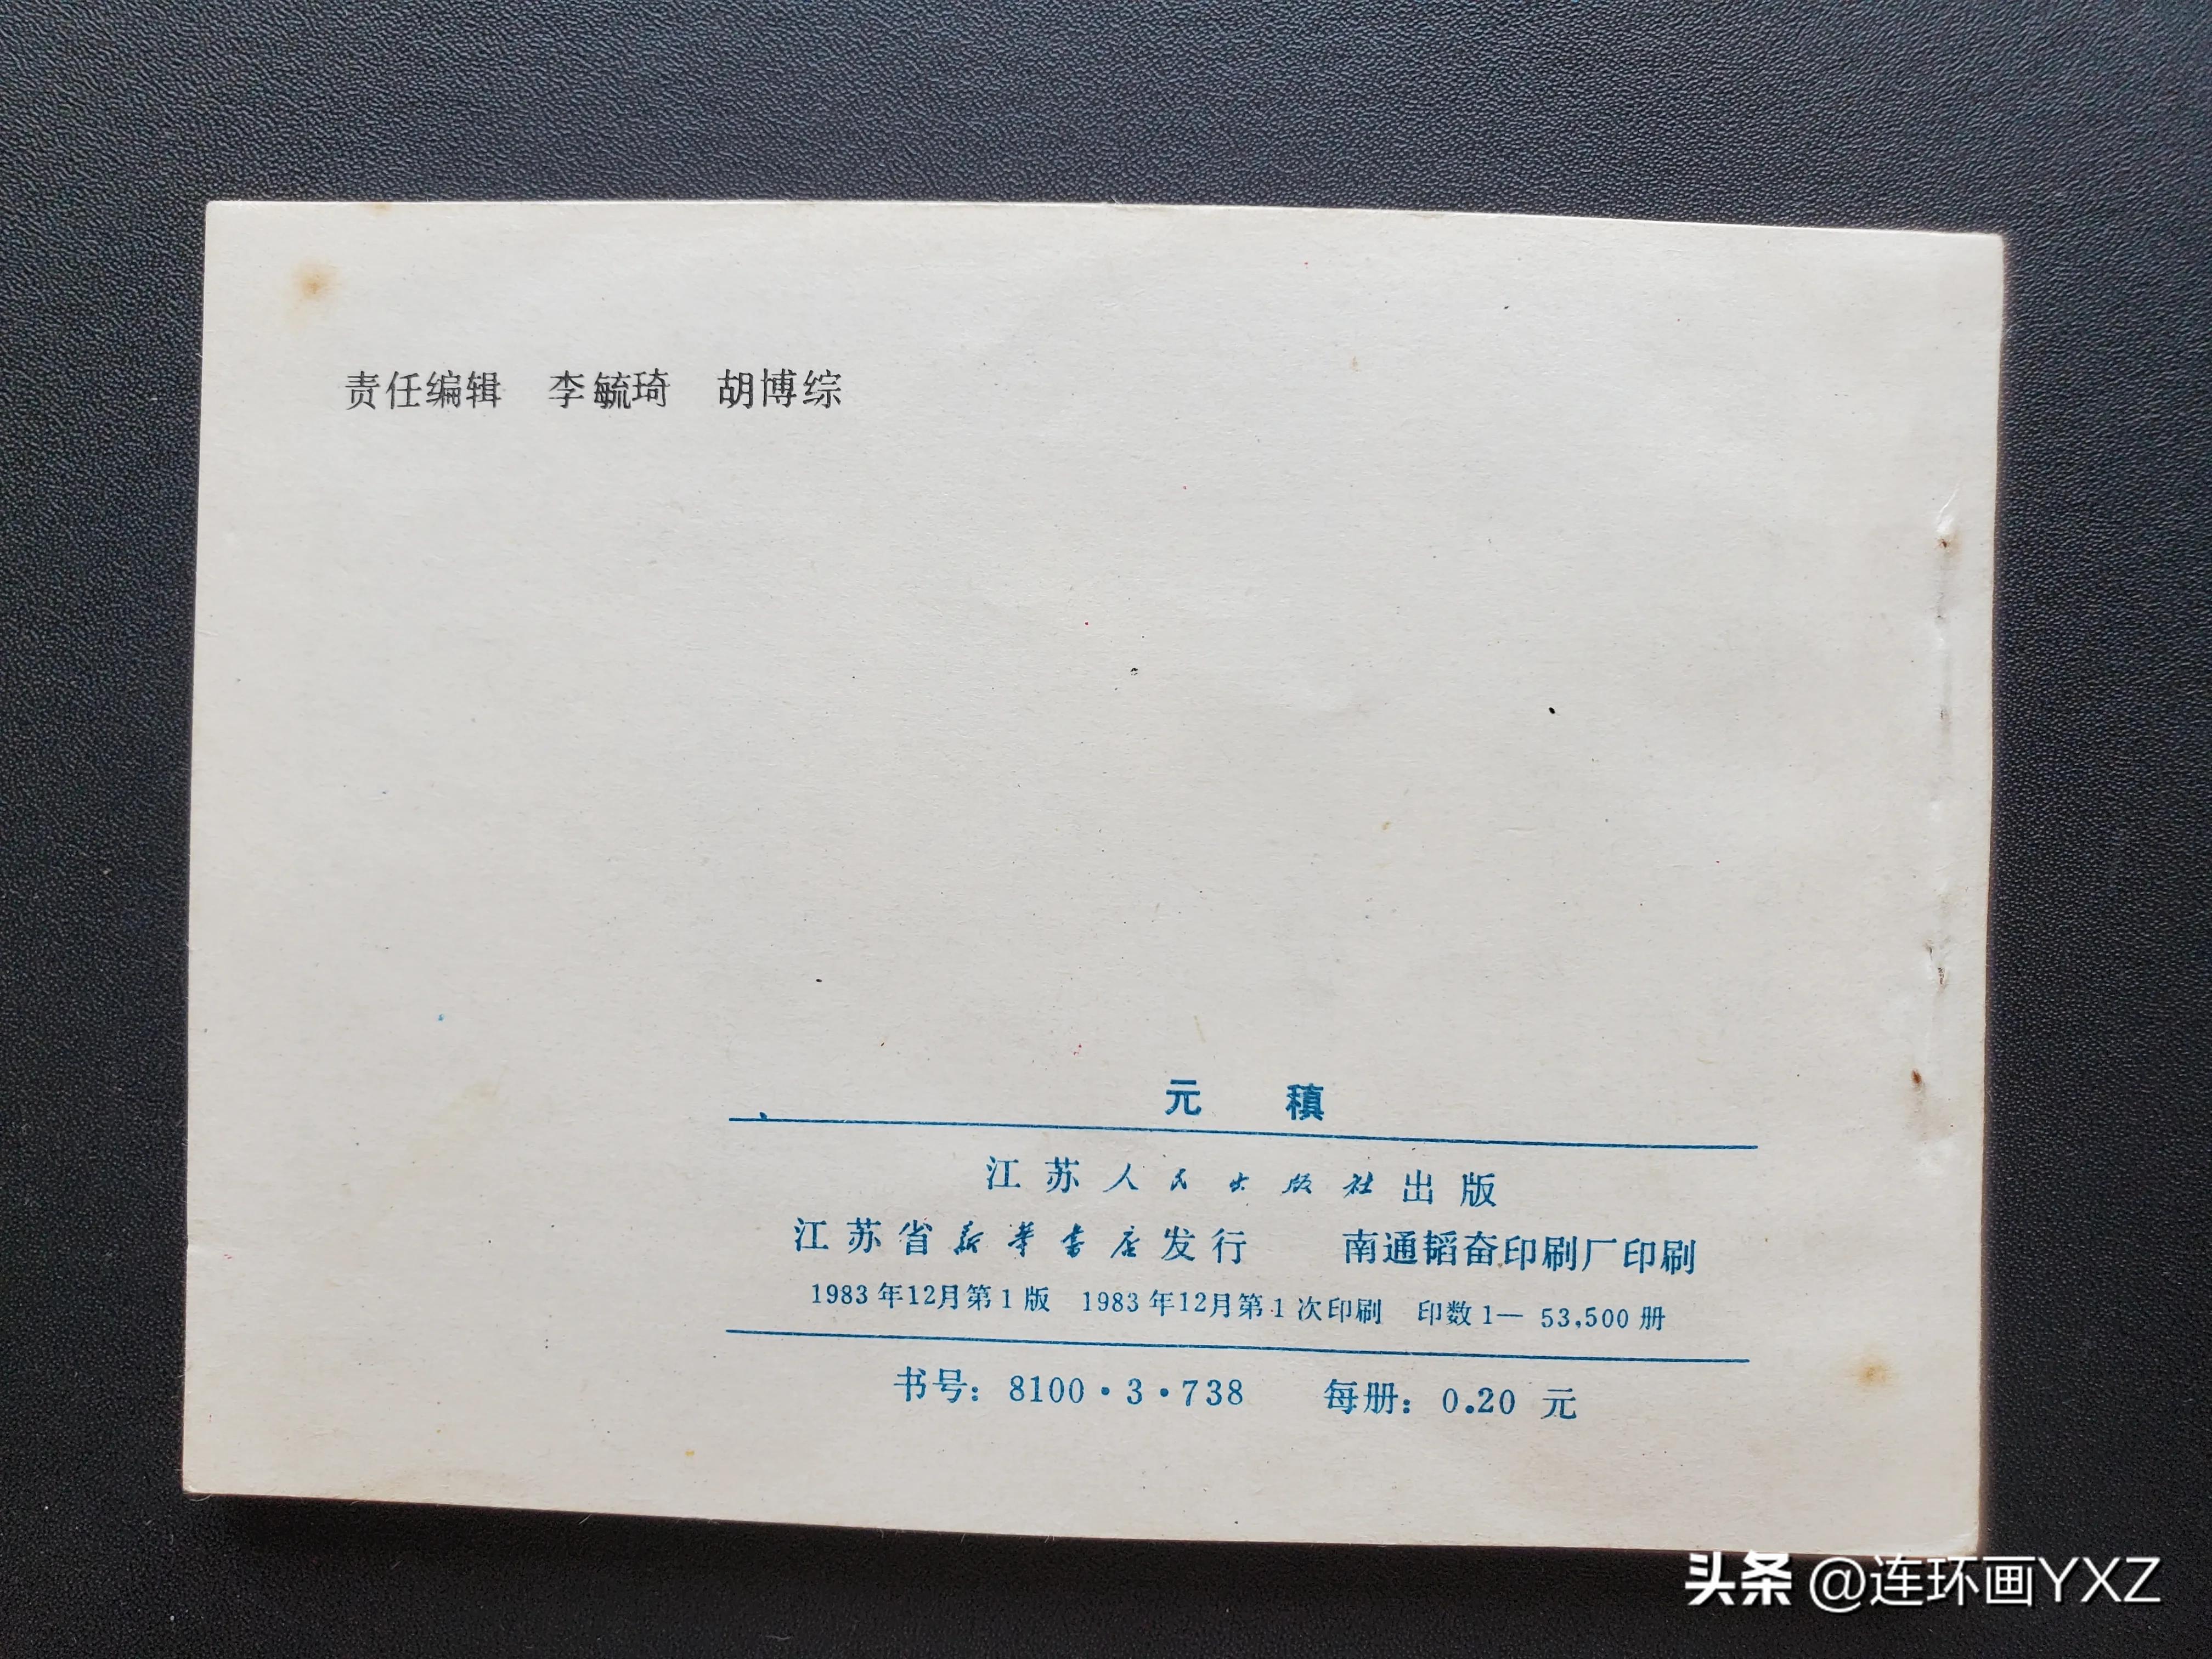 责任编辑 李毓琦 胡博综
元 稹
江苏人民出版社出版
江苏省新华书店发行 南通韬奋印刷厂印刷
1983年12月第1版 1983年12月第1次印刷 印数1—53,500册
书号：8100·3·738 每册：0.20 元
头条 @连环画YXZ